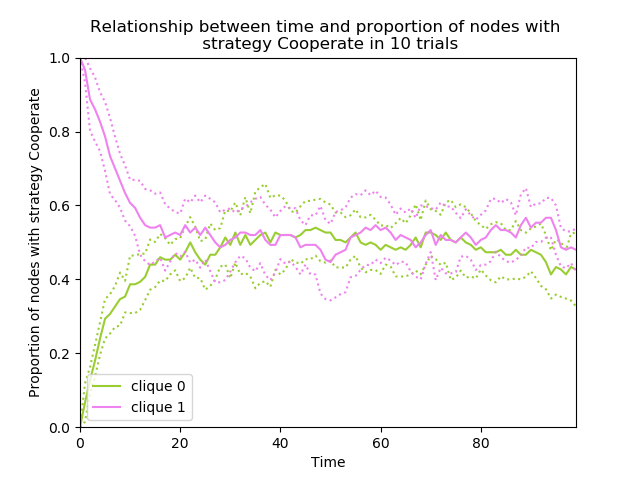 Relationship between time and proportion of nodes with
strategy Cooperate in 10 trials
Proportion of nodes with strategy Cooperate
1.0
0.8
0.6
0.4
0.2
0.0
clique 0
clique 1
0 20 40 60 80
Time